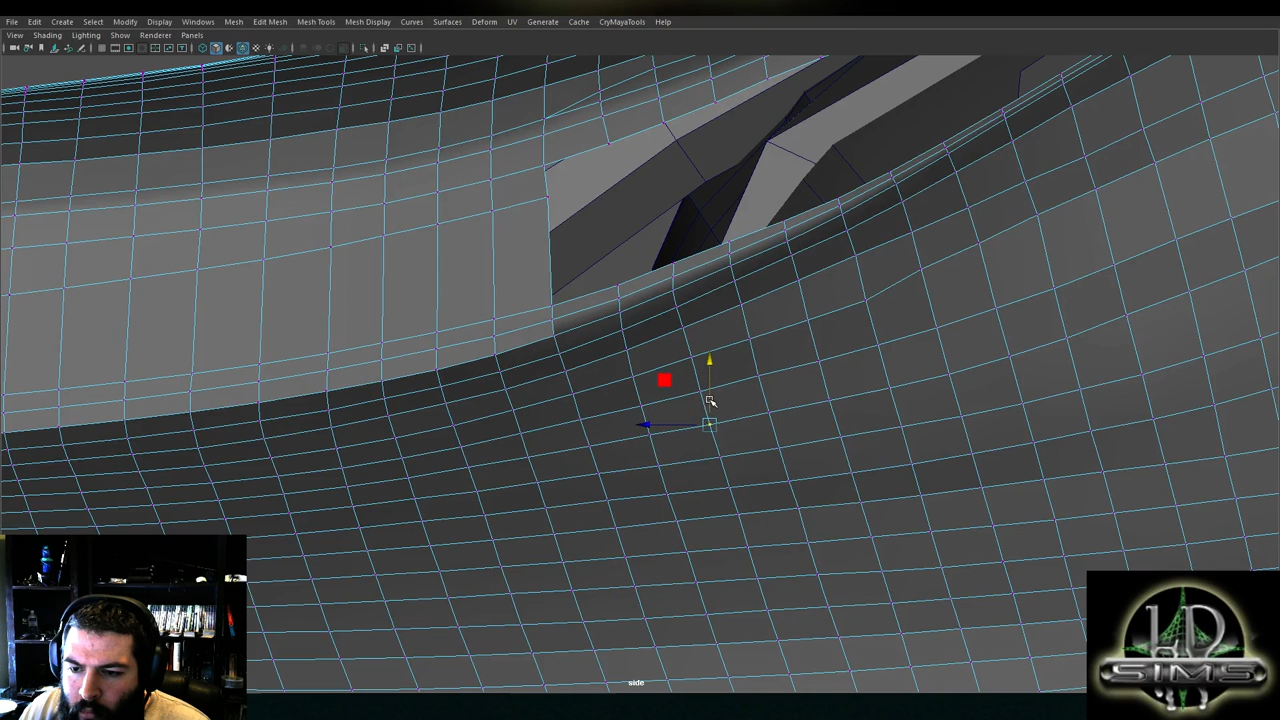 File Edit Create Select Modify Display Windows Mesh Edit Mesh Mesh Tools Mesh Display Curves Surfaces Deform UV Generate Cache CryMayaTools Help
View Shading Lighting Show Renderer Panels
side
HD
SIMS